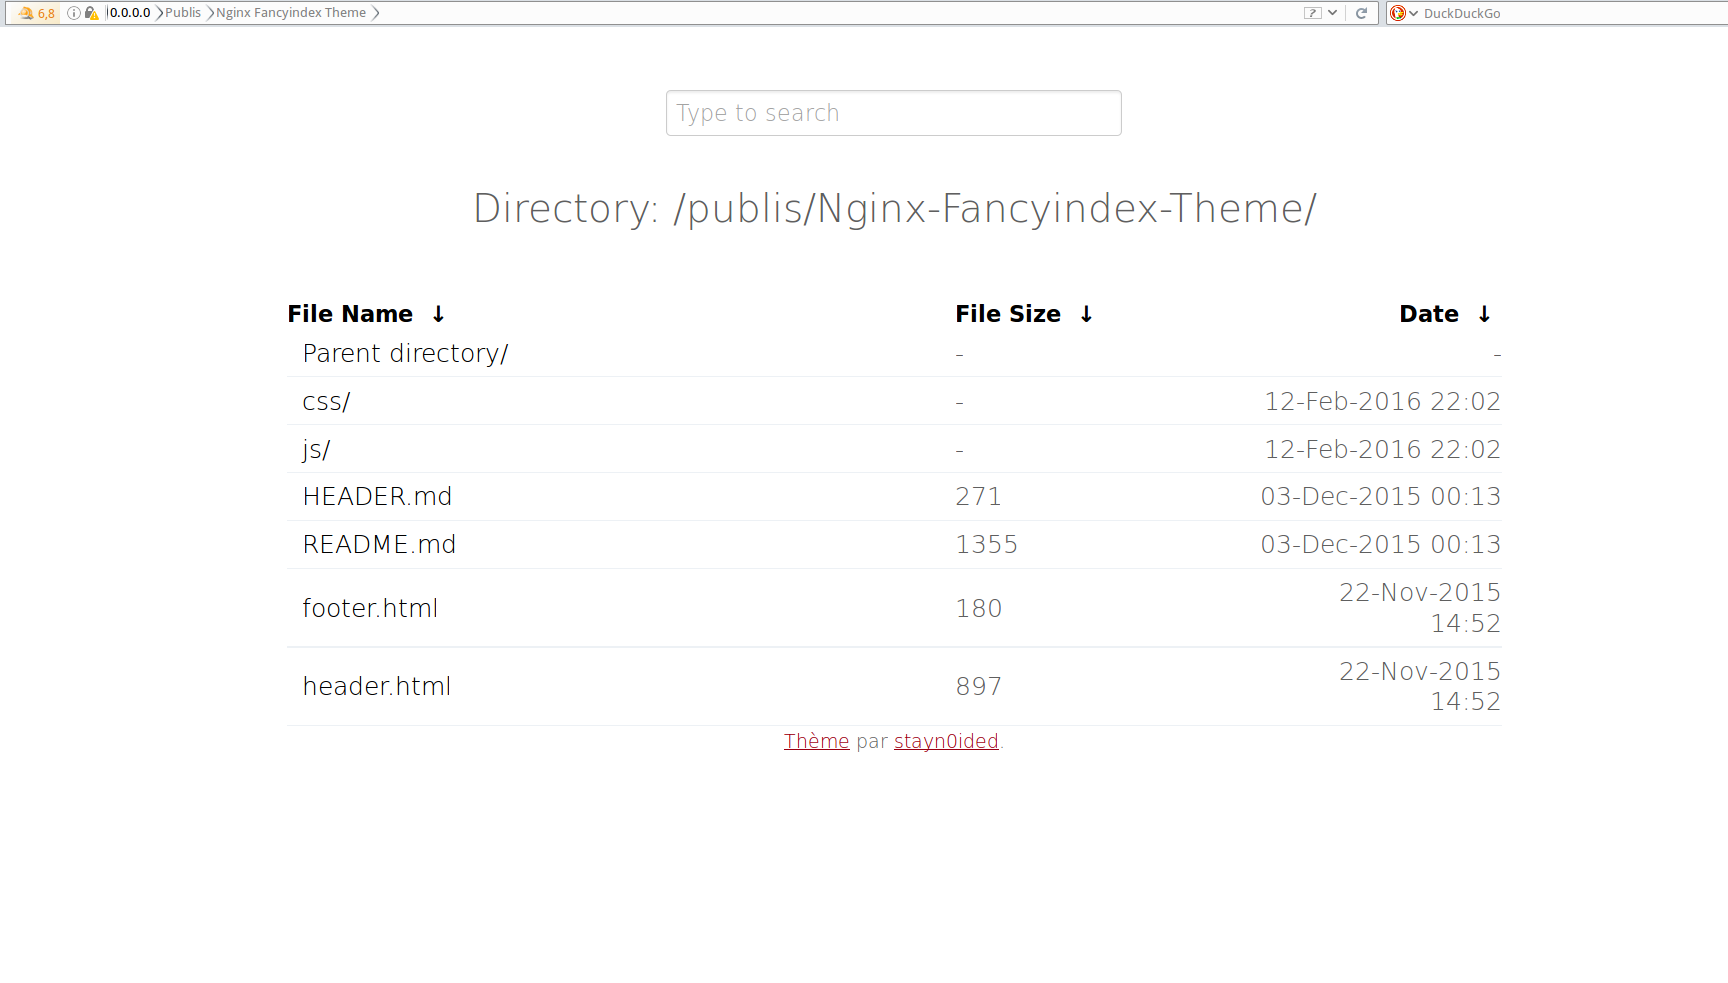 6,8 0.0.0.0 Publis Nginx Fancyindex Theme ? DuckDuckGo
Type to search
Directory: /publis/Nginx-Fancyindex-Theme/
File Name ↓ File Size ↓ Date ↓
Parent directory/ - -
css/ - 12-Feb-2016 22:02
js/ - 12-Feb-2016 22:02
HEADER.md 271 03-Dec-2015 00:13
README.md 1355 03-Dec-2015 00:13
footer.html 180 22-Nov-2015
14:52
header.html 897 22-Nov-2015
14:52
Thème par stayn0ided.